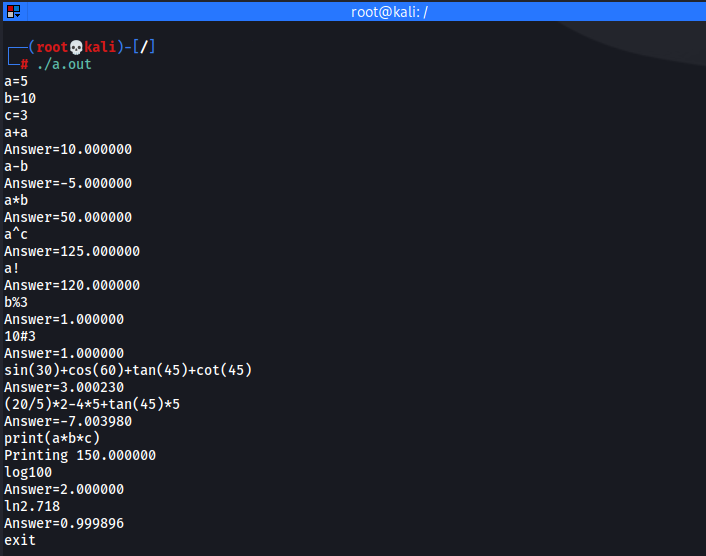 root@kali: /
┌──(root💀kali)-[/]
└─# ./a.out
a=5
b=10
c=3
a+a
Answer=10.000000
a-b
Answer=-5.000000
a*b
Answer=50.000000
a^c
Answer=125.000000
a!
Answer=120.000000
b%3
Answer=1.000000
10#3
Answer=1.000000
sin(30)+cos(60)+tan(45)+cot(45)
Answer=3.000230
(20/5)*2-4*5+tan(45)*5
Answer=-7.003980
print(a*b*c)
Printing 150.000000
log100
Answer=2.000000
ln2.718
Answer=0.999896
exit